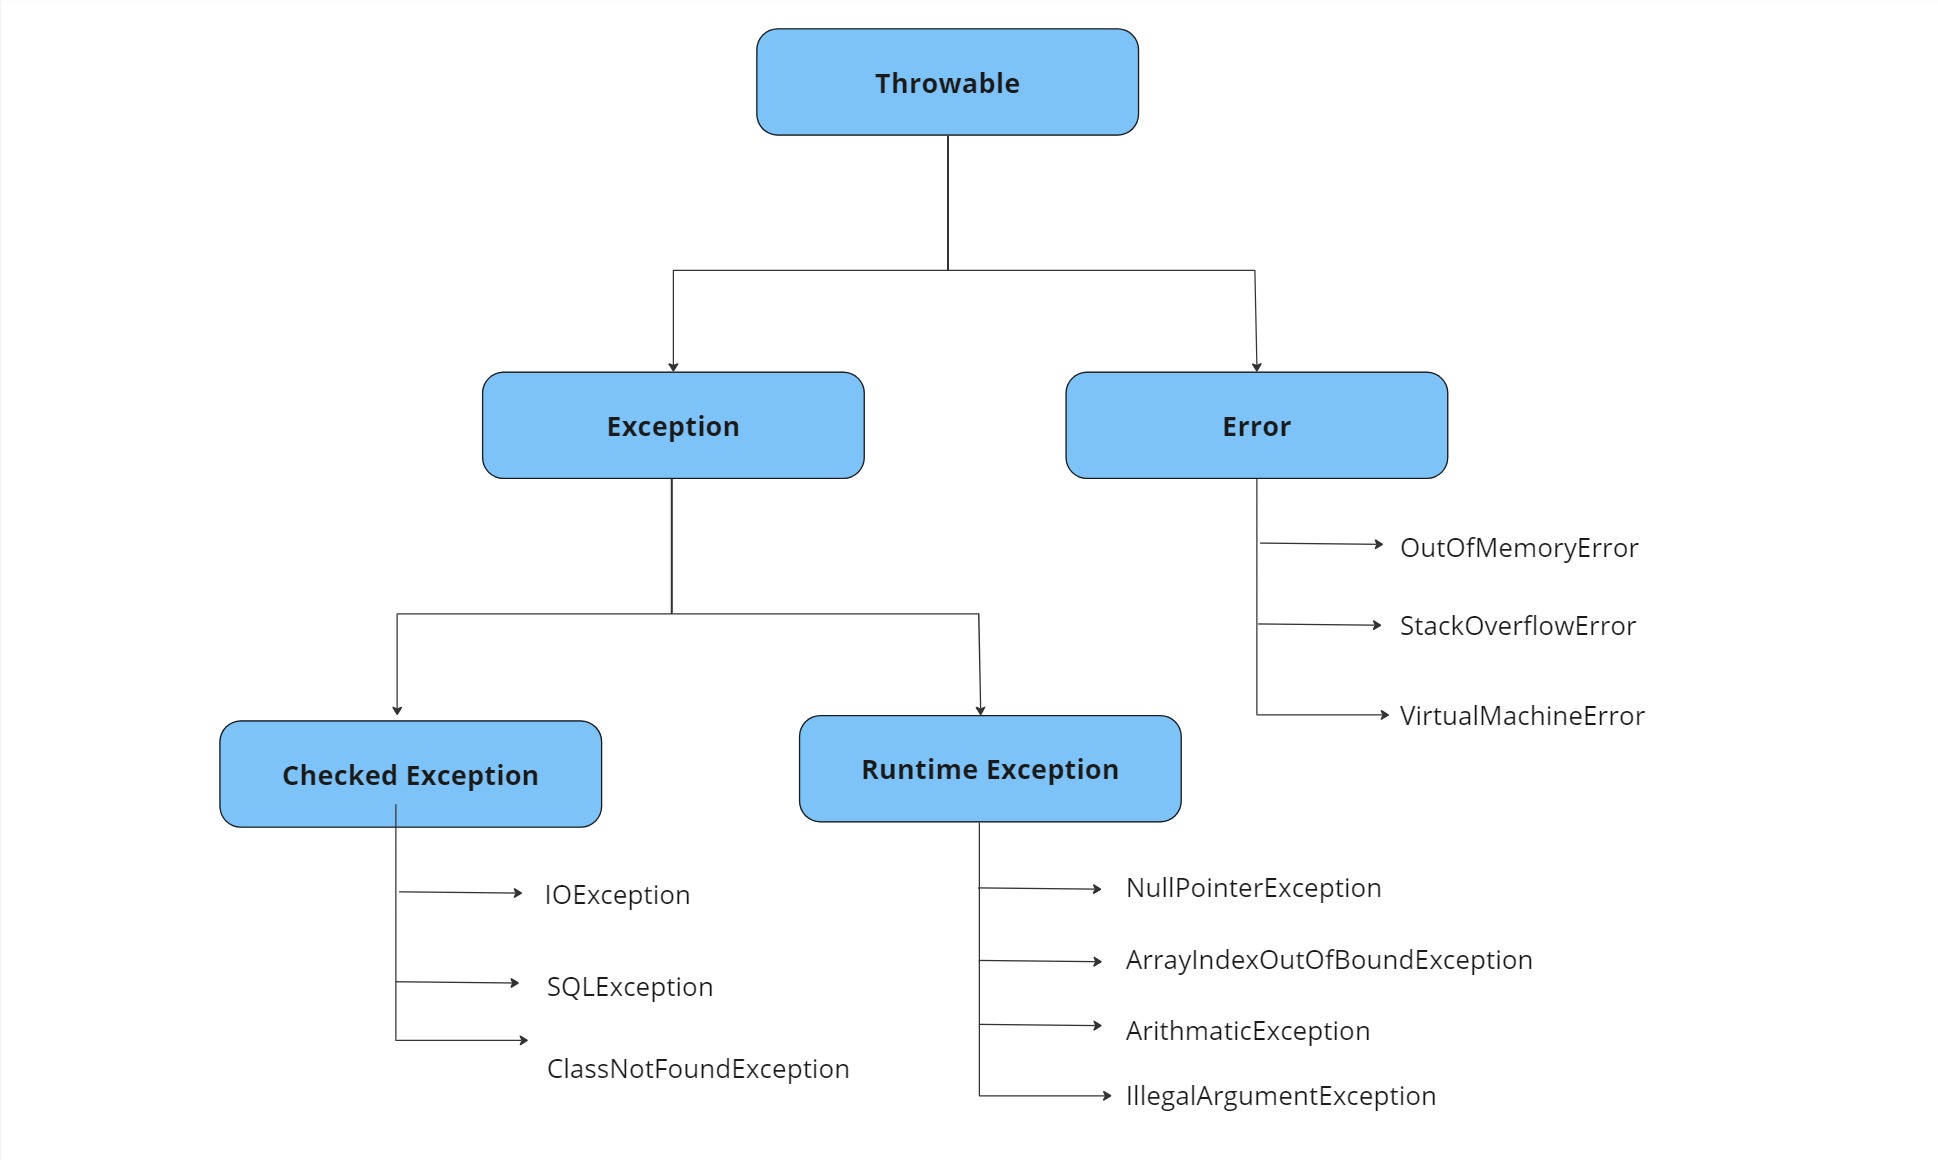 Throwable
Exception
Error
OutOfMemoryError
StackOverflowError
VirtualMachineError
Checked Exception
Runtime Exception
IOException
SQLException
ClassNotFoundException
NullPointerException
ArrayIndexOutOfBoundException
ArithmaticException
IllegalArgumentException